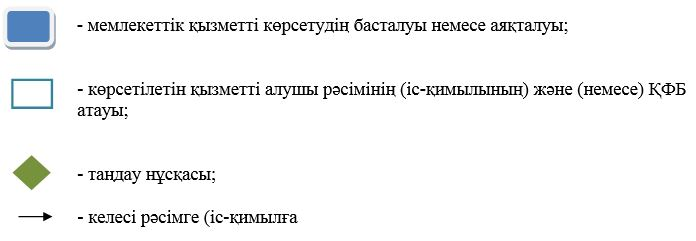 - мемлекеттік қызметті көрсетудің басталуы немесе аяқталуы;
- көрсетілетін қызметті алушы рәсімінің (іс-қимылының) және (немесе) ҚФБ
атауы;
- таңдау нұсқасы;
- келесі рәсімге (іс-қимылға